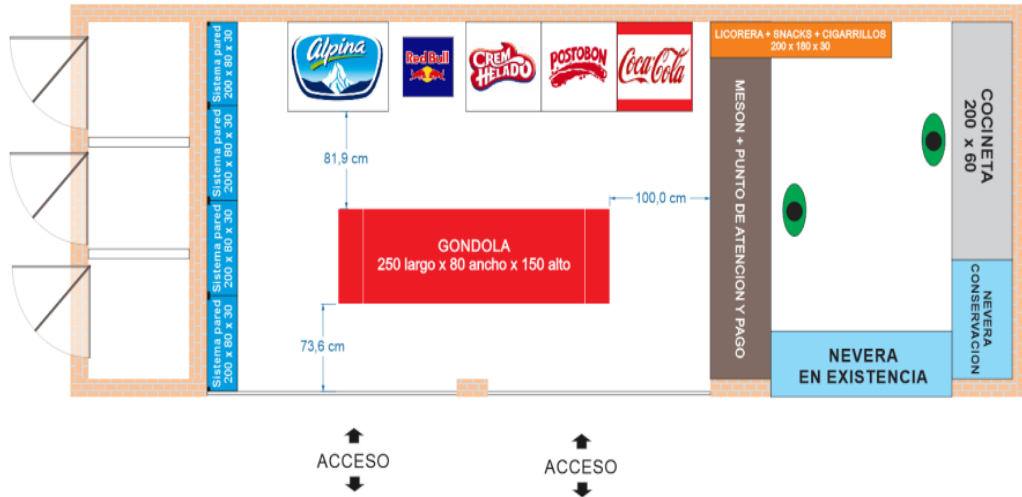 Sistema pared
200 x 80 x 30
Sistema pared
200 x 80 x 30
Sistema pared
200 x 80 x 30
Sistema pared
200 x 80 x 30
Alpina
Red Bull
CREM
HELADO
POSTOBON
Coca-Cola
LICORERA + SNACKS + CIGARRILLOS
200 x 180 x 30
MESON + PUNTO DE ATENCION Y PAGO
COCINETA
200 x 60
81,9 cm
100,0 cm
GONDOLA
250 largo x 80 ancho x 150 alto
73,6 cm
NEVERA
CONSERVACION
NEVERA
EN EXISTENCIA
ACCESO
ACCESO